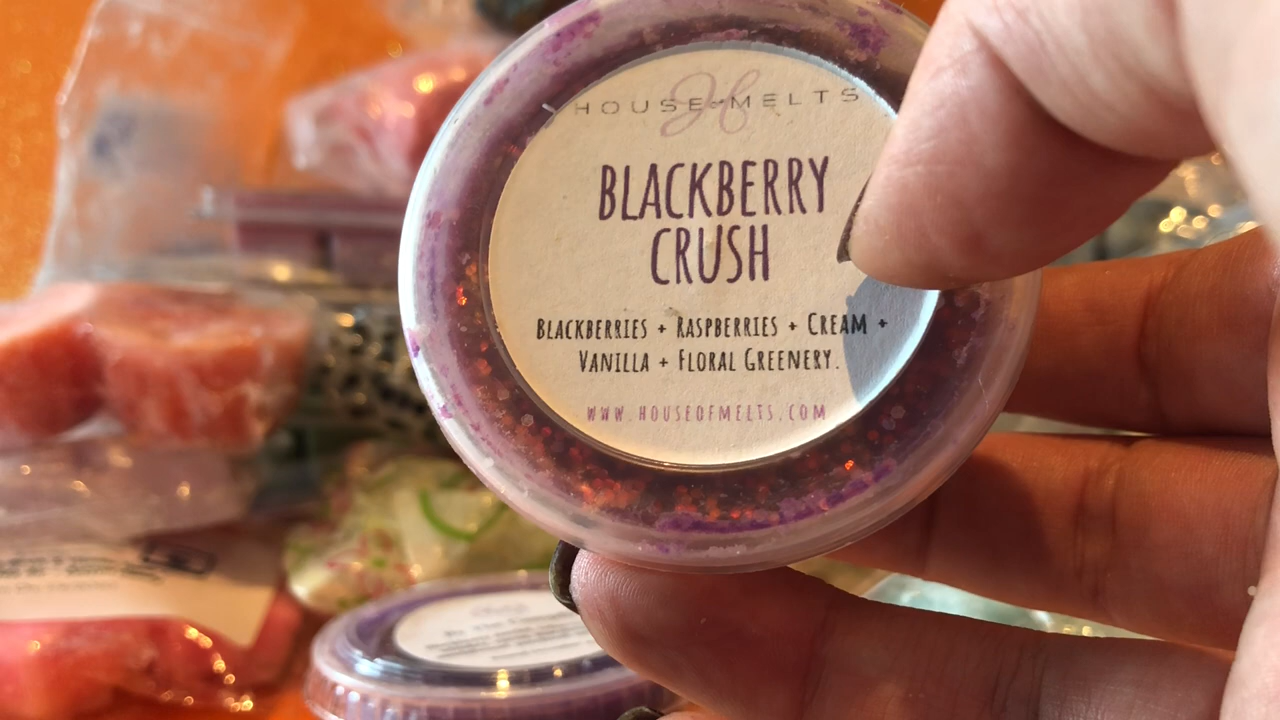 HOUSE OF MELTS
BLACKBERRY
CRUSH
BLACKBERRIES + RASPBERRIES + CREAM +
VANILLA + FLORAL GREENERY.
WWW.HOUSEOFMELTS.COM